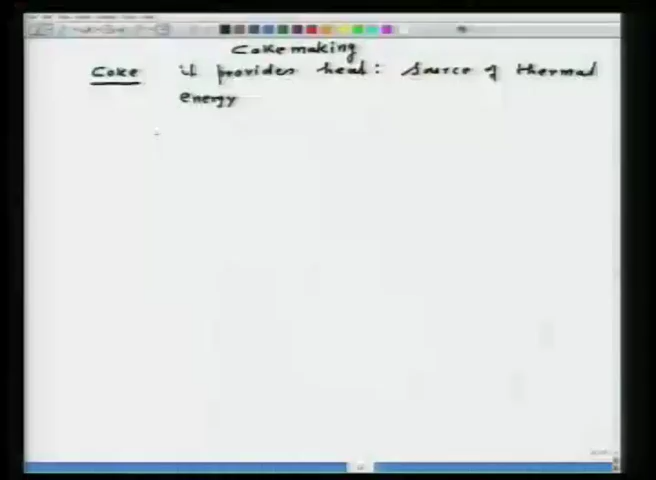 Coke making
Coke it provides heat: source of thermal
energy